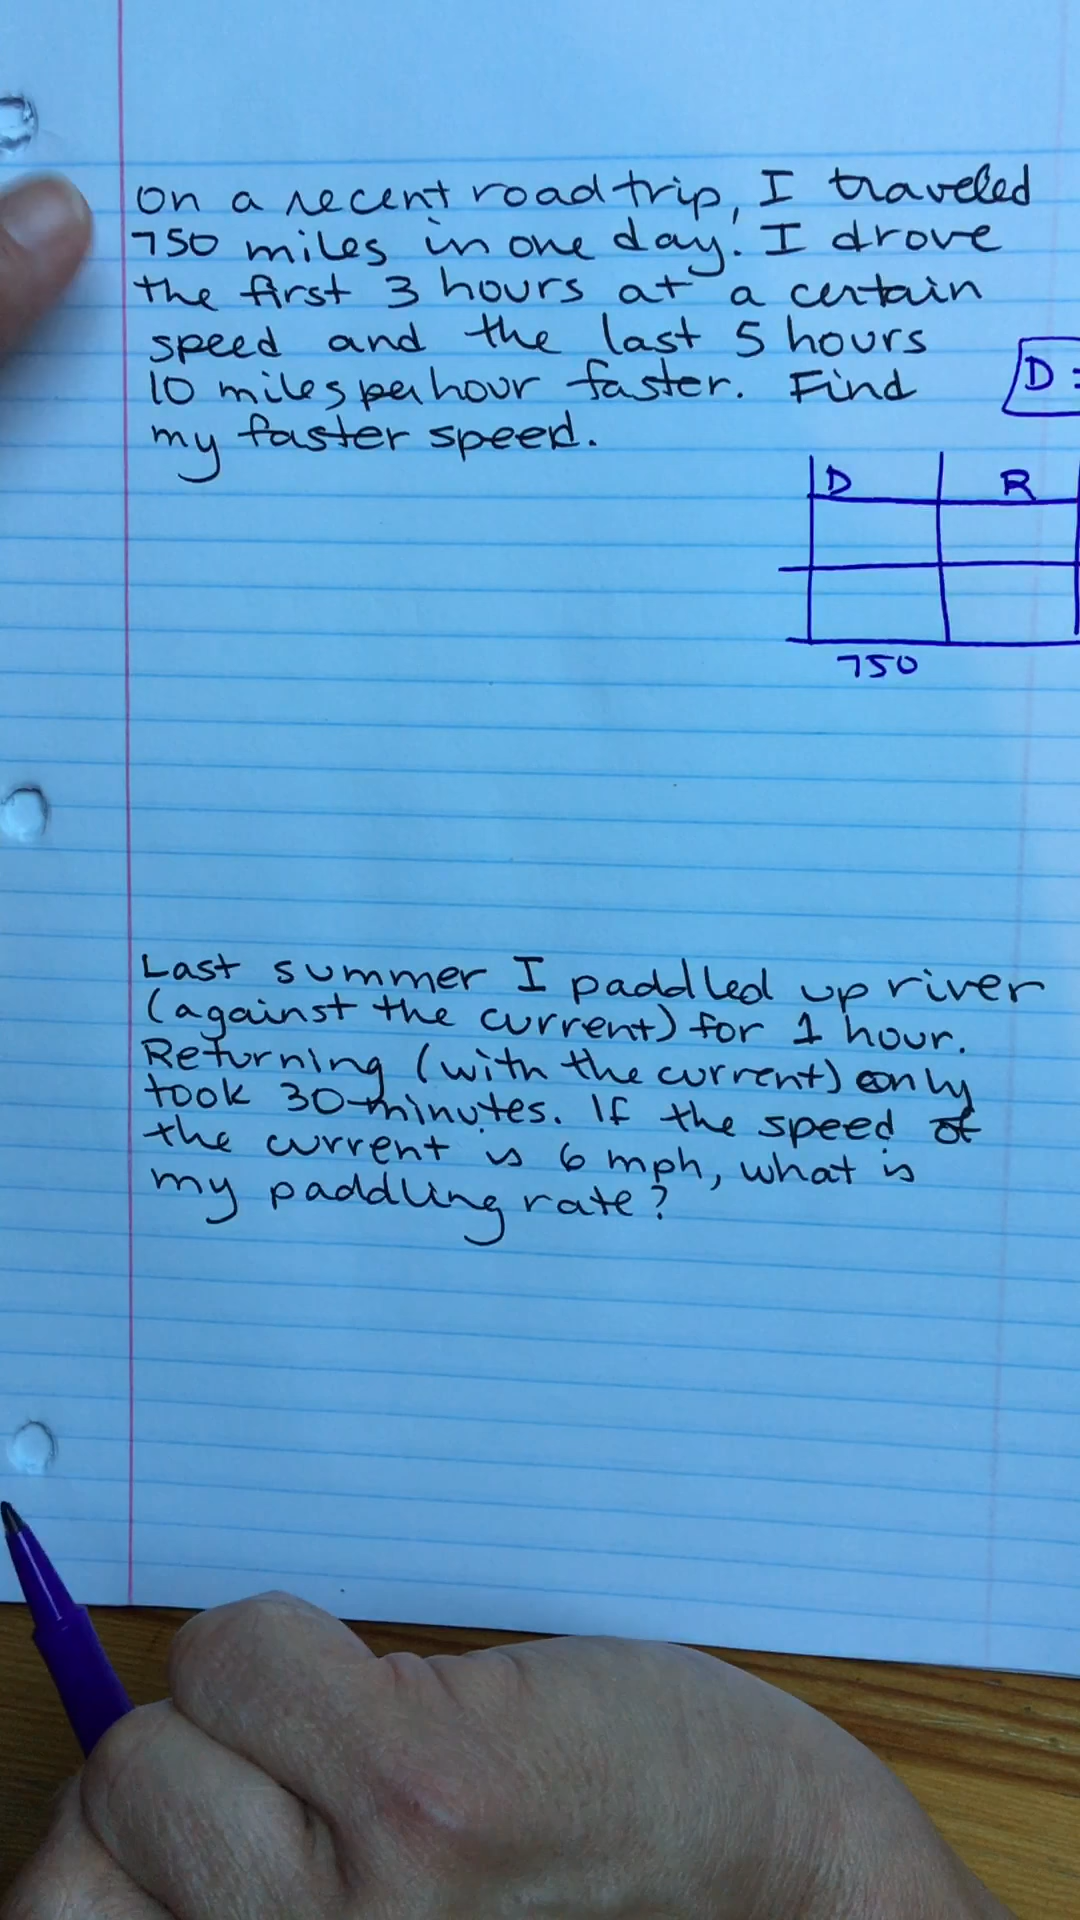 On a recent road trip, I traveled
750 miles in one day. I drove
the first 3 hours at a certain
speed and the last 5 hours
10 miles per hour faster. Find
my faster speed.
D =
D R
750
Last summer I paddled up river
(against the current) for 1 hour.
Returning (with the current) only
took 30 minutes. If the speed of
the current is 6 mph, what is
my paddling rate?